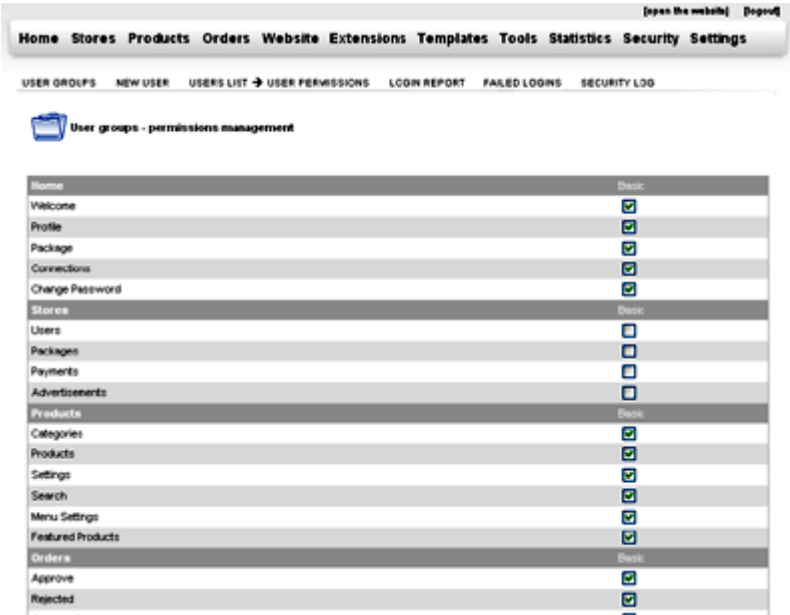 [open the website] [logout]
Home Stores Products Orders Website Extensions Templates Tools Statistics Security Settings
USER GROUPS NEW USER USERS LIST USER PERMISSIONS LOGIN REPORT FAILED LOGINS SECURITY LOG
User groups - permissions management
Home Basic
Welcome
Profile
Package
Connections
Change Password
Stores Basic
Users
Packages
Payments
Advertisements
Products Basic
Categories
Products
Settings
Search
Menu Settings
Featured Products
Orders Basic
Approve
Rejected